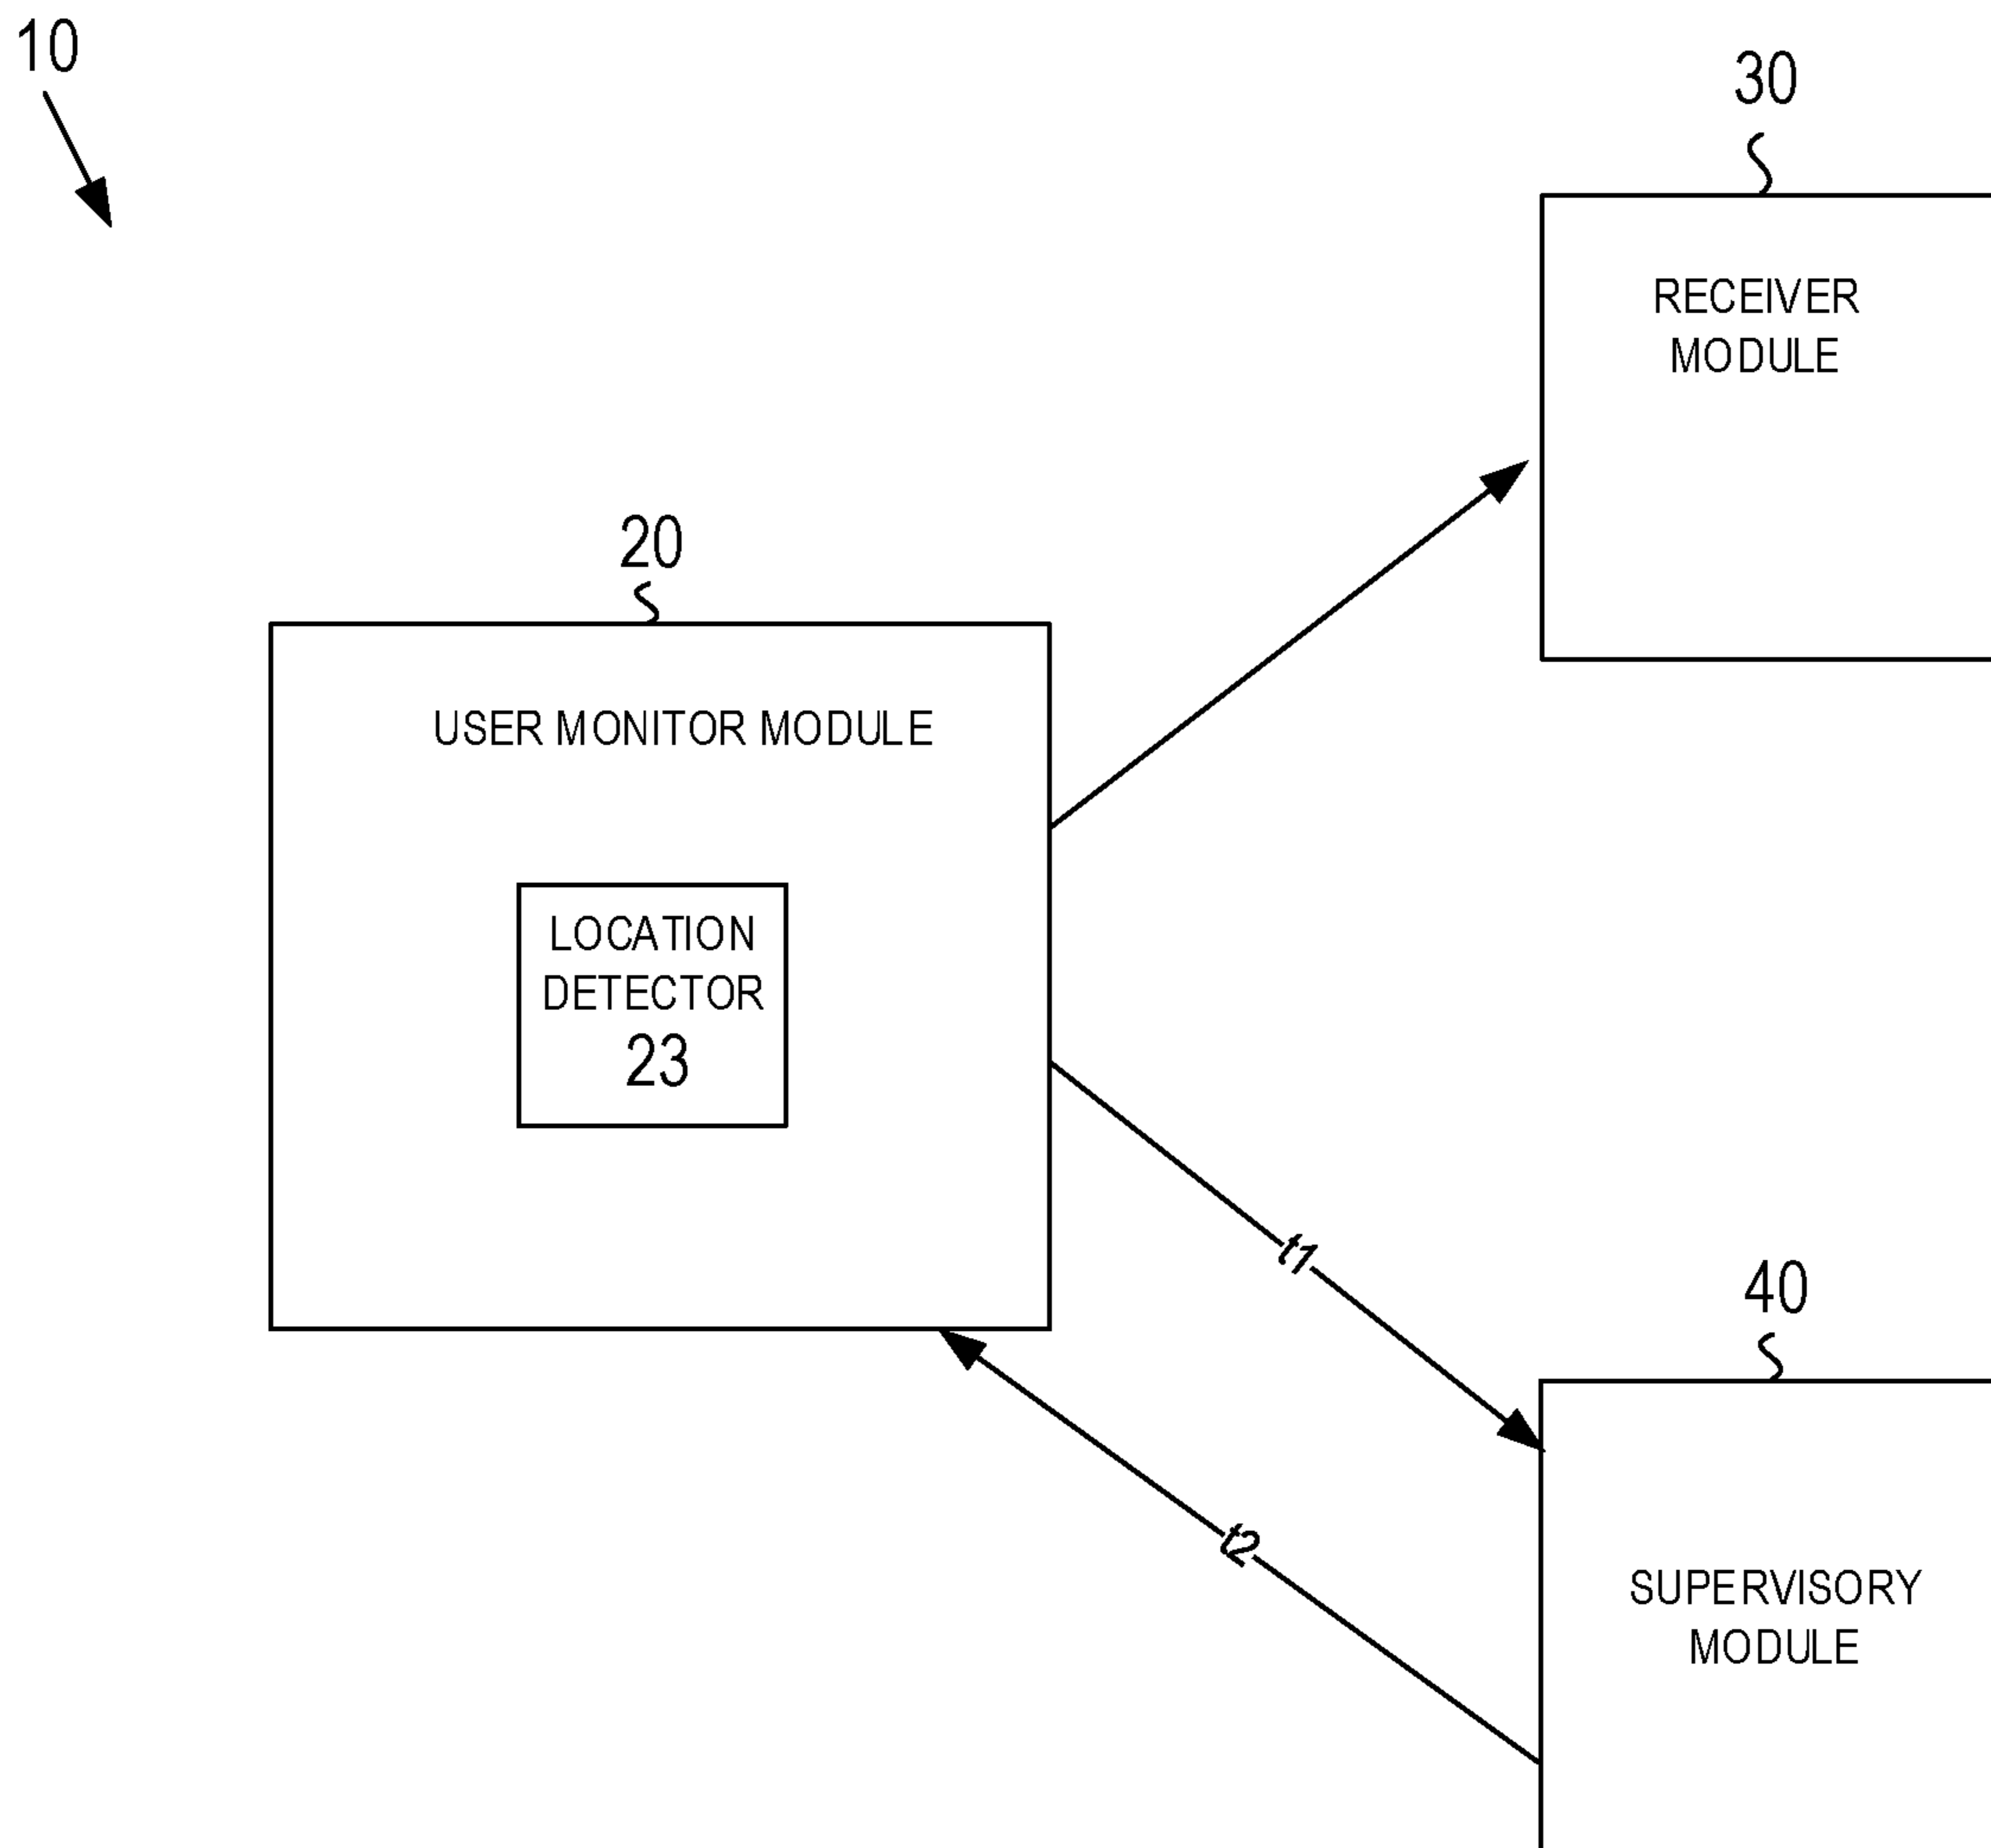 10
30
RECEIVER
MODULE
20
USER MONITOR MODULE
LOCATION
DETECTOR
23
t1
40
t2
SUPERVISORY
MODULE